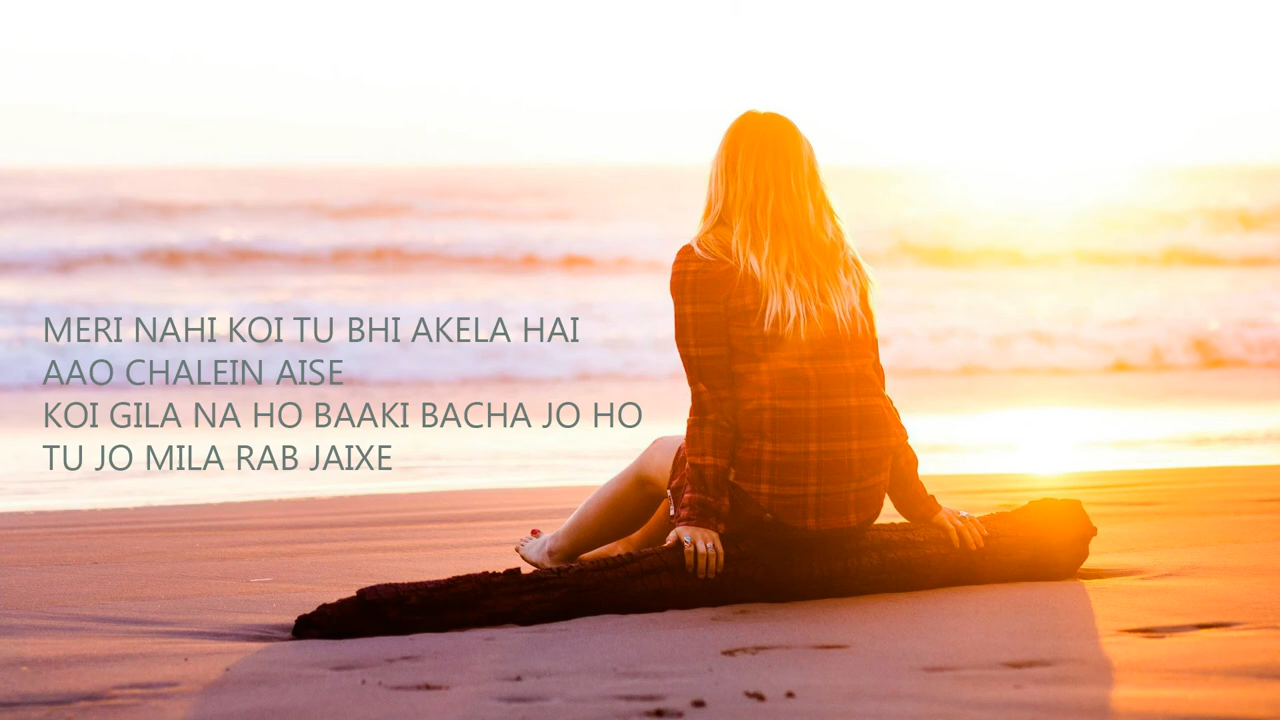 MERI NAHI KOI TU BHI AKELA HAI
AAO CHALEIN AISE
KOI GILA NA HO BAAKI BACHA JO HO
TU JO MILA RAB JAIXE